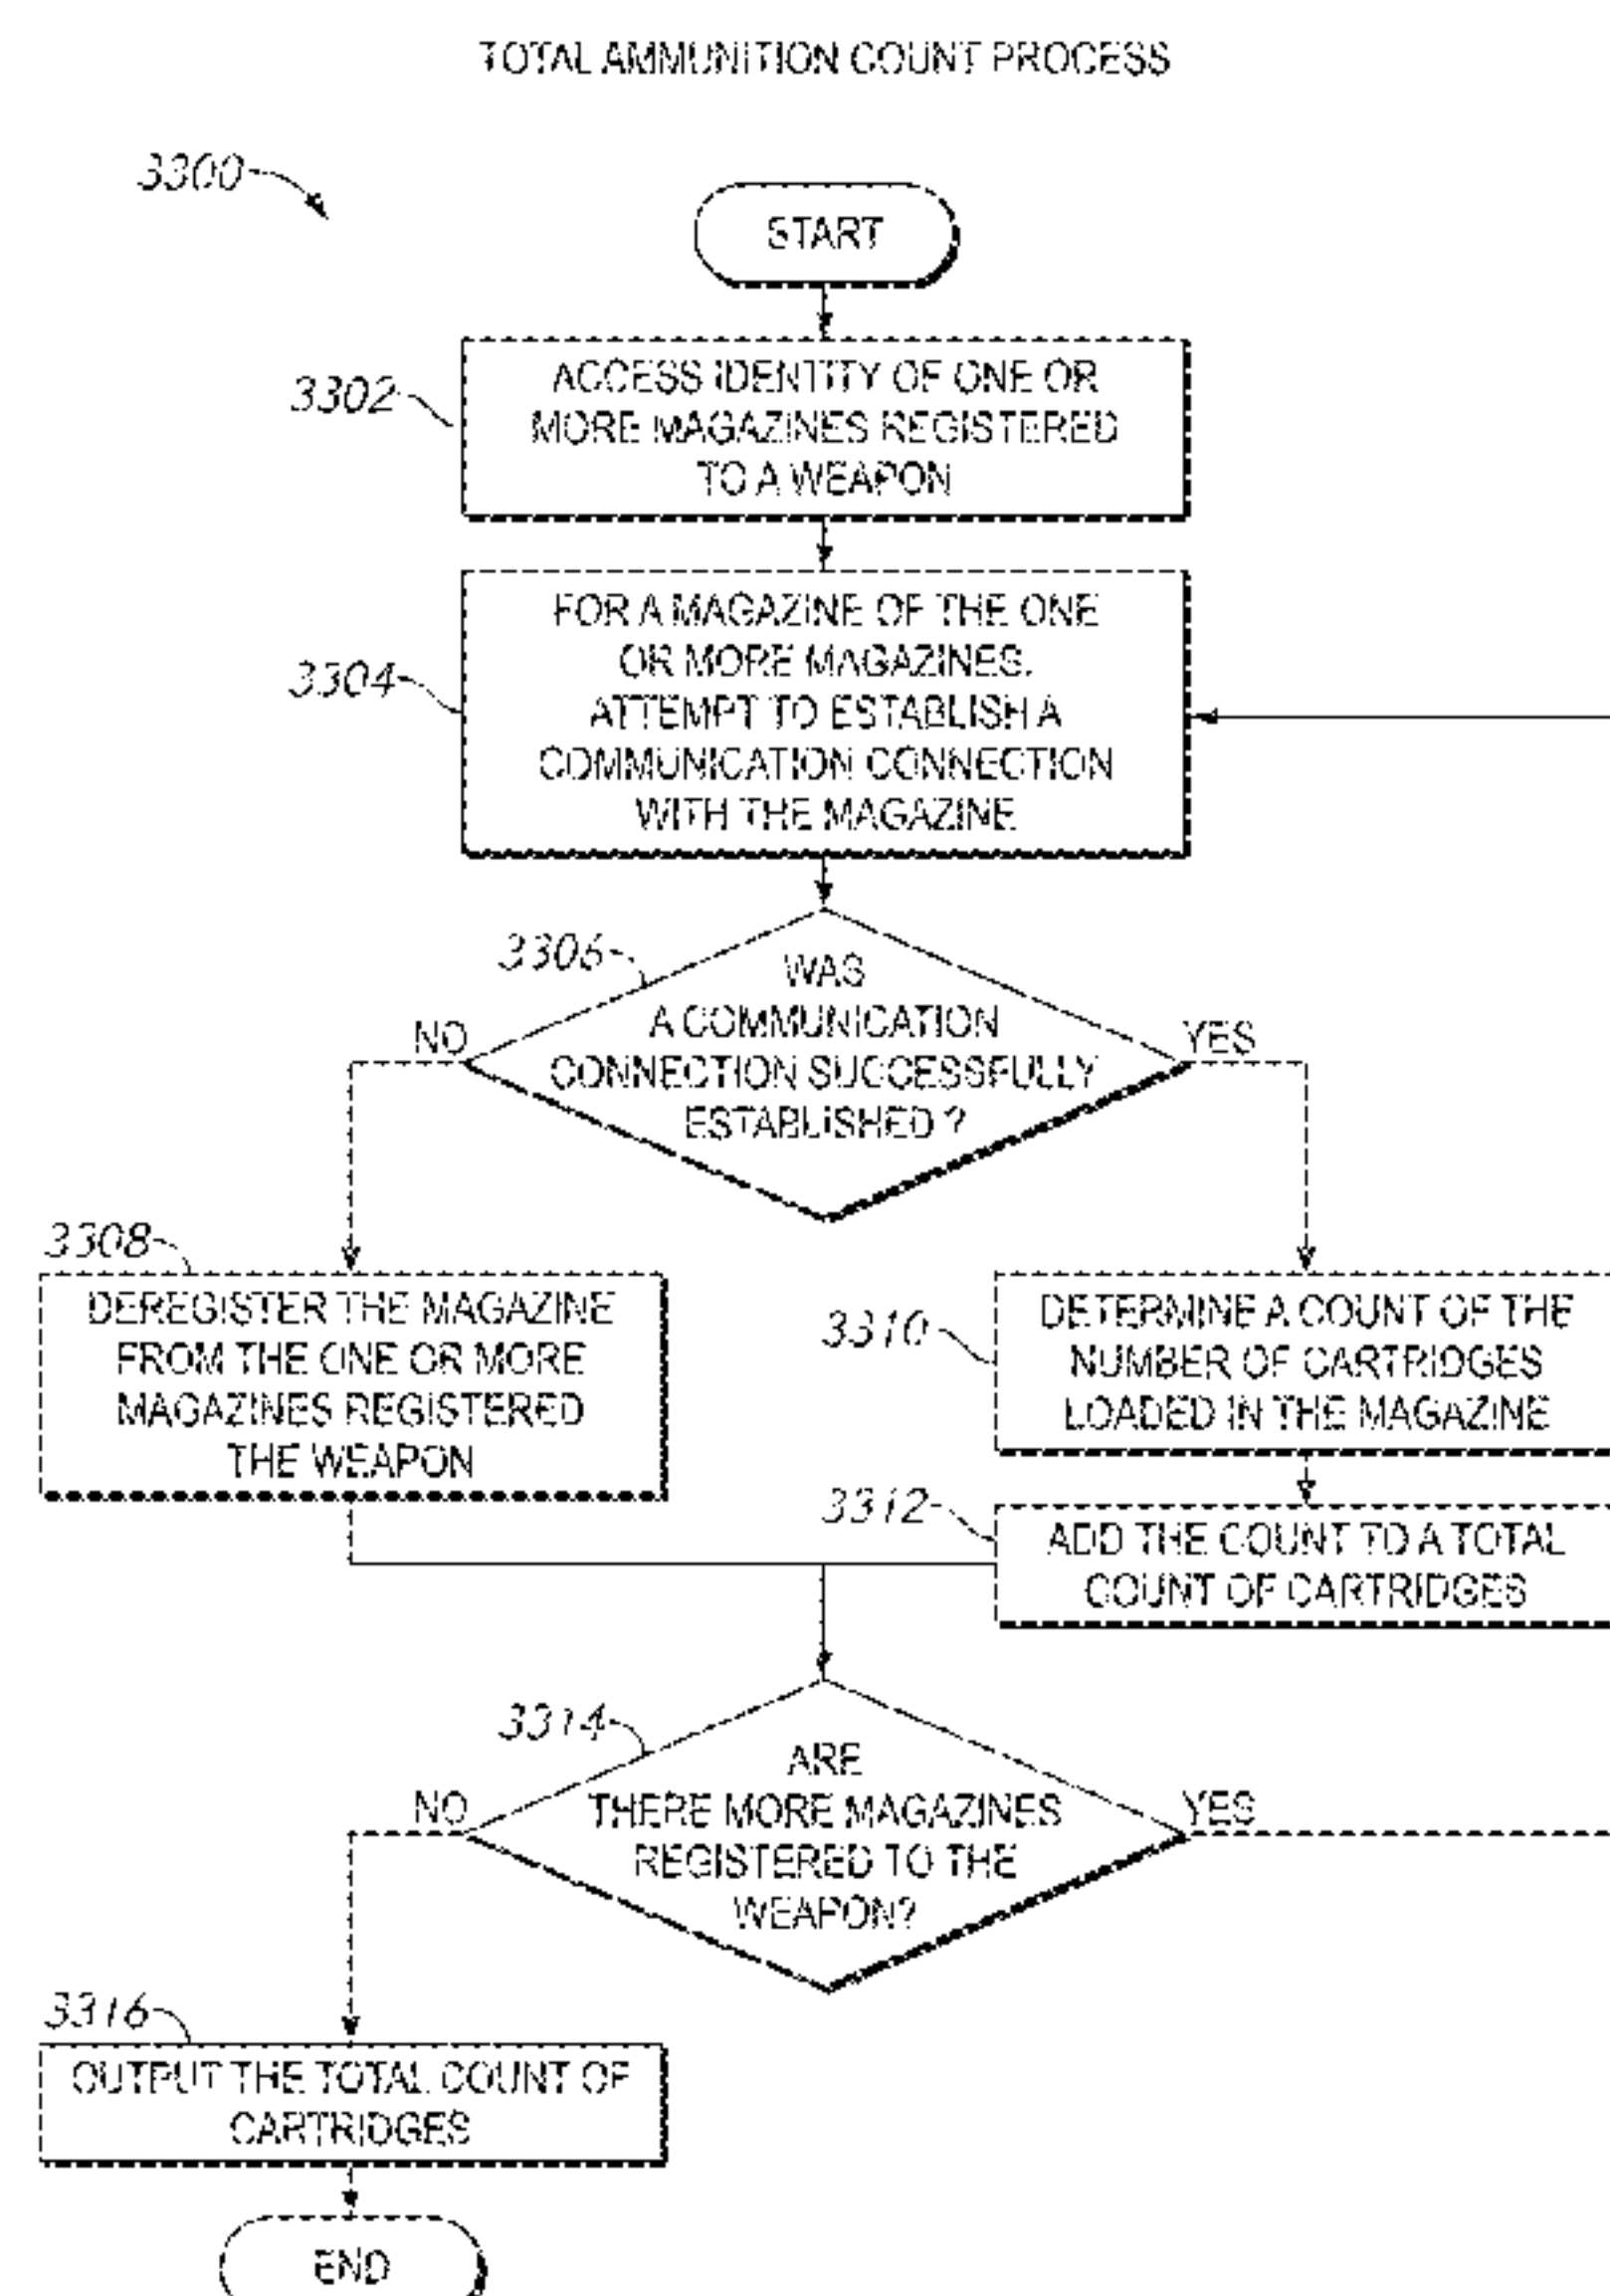 TOTAL AMMUNITION COUNT PROCESS
3300
START
3302
ACCESS IDENTITY OF ONE OR
MORE MAGAZINES REGISTERED
TO A WEAPON
3304
FOR A MAGAZINE OF THE ONE
OR MORE MAGAZINES,
ATTEMPT TO ESTABLISH A
COMMUNICATION CONNECTION
WITH THE MAGAZINE
3306
WAS
A COMMUNICATION
CONNECTION SUCCESSFULLY
ESTABLISHED ?
NO
YES
3308
DEREGISTER THE MAGAZINE
FROM THE ONE OR MORE
MAGAZINES REGISTERED
THE WEAPON
3310
DETERMINE A COUNT OF THE
NUMBER OF CARTRIDGES
LOADED IN THE MAGAZINE
3312
ADD THE COUNT TO A TOTAL
COUNT OF CARTRIDGES
3314
ARE
THERE MORE MAGAZINES
REGISTERED TO THE
WEAPON?
NO
YES
3316
OUTPUT THE TOTAL COUNT OF
CARTRIDGES
END